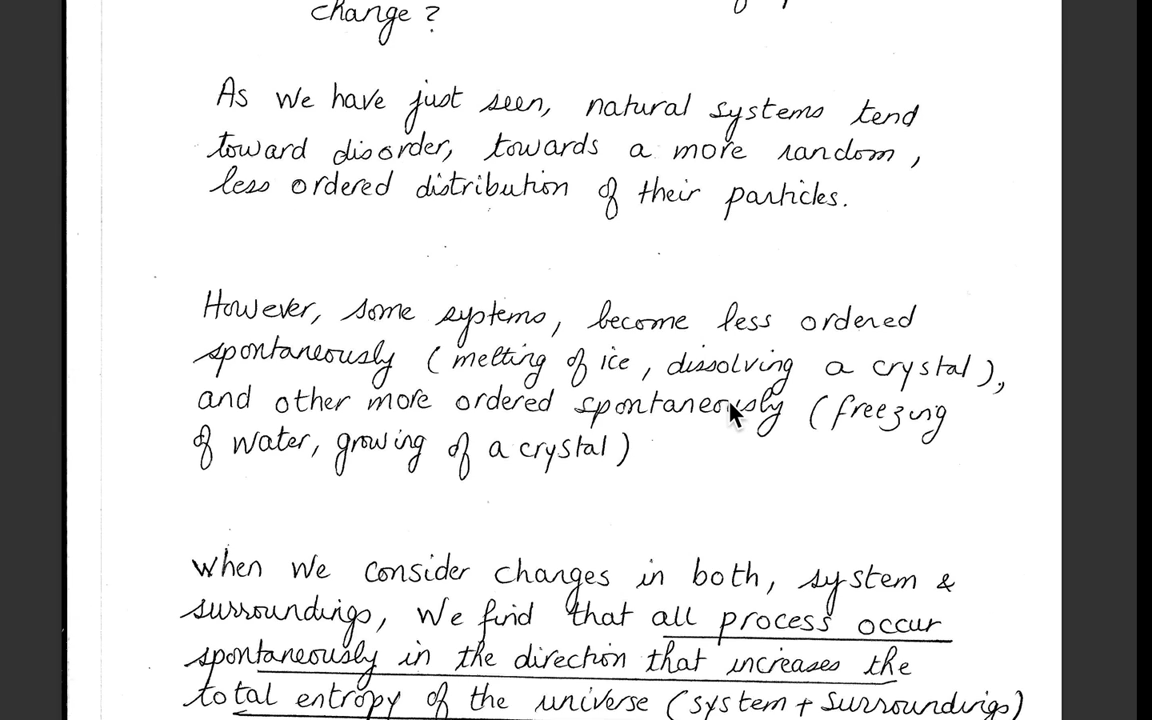 change ?
As we have just seen, natural systems tend
toward disorder, towards a more random,
less ordered distribution of their particles.
However, some systems, become less ordered
spontaneously (melting of ice, dissolving a crystal),
and other more ordered spontaneously (freezing
of water, growing of a crystal)
When we consider changes in both, system &
surroundings, we find that all process occur
spontaneously in the direction that increases the
total entropy of the universe (system + surroundings)